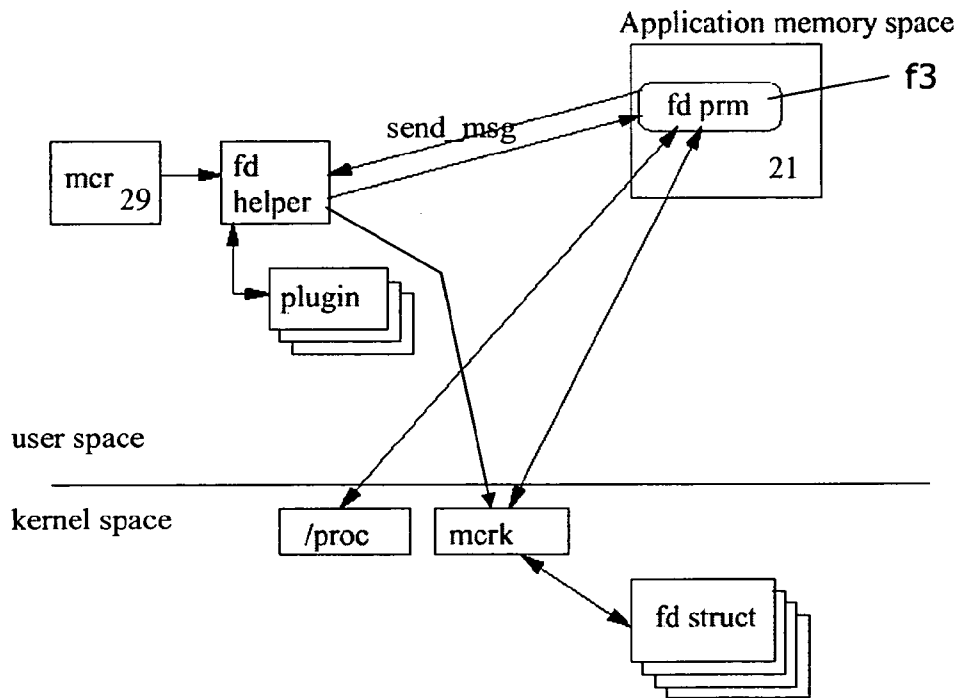 Application memory space
fd prm
f3
send_msg
mcr
29
fd
helper
21
plugin
user space
kernel space
/proc
mcrk
fd struct